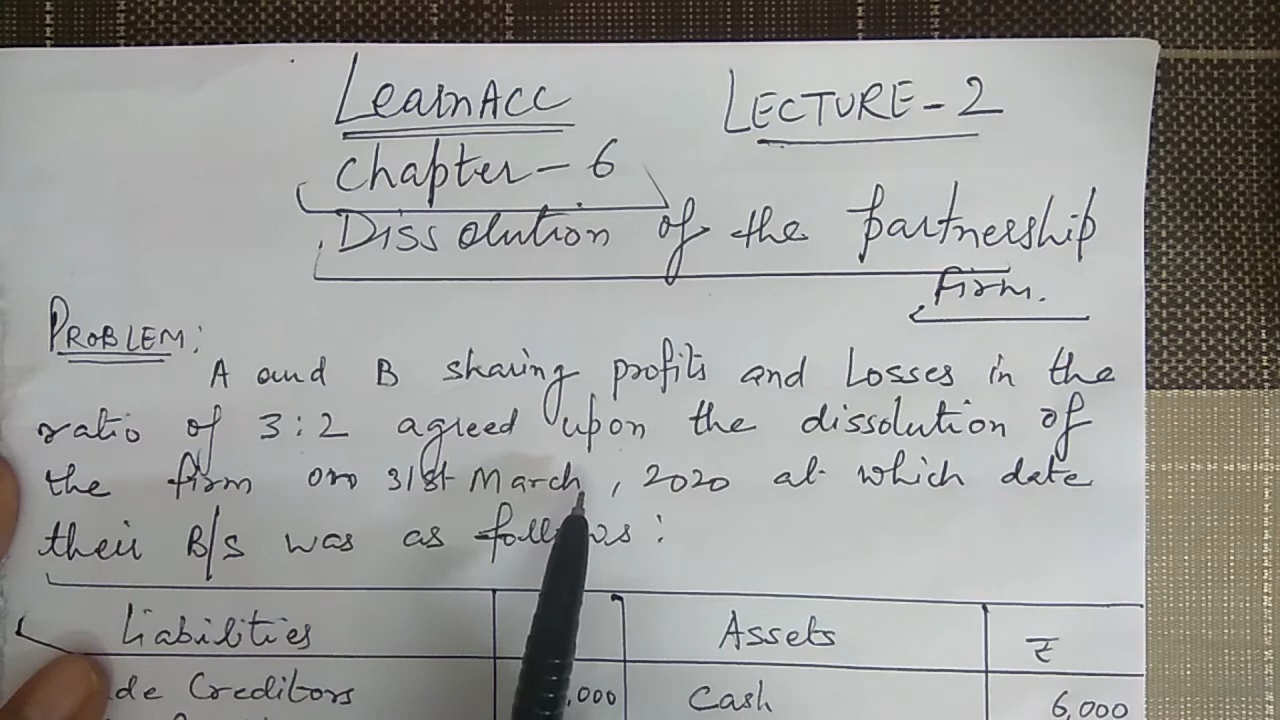 LearnAcc LECTURE-2
Chapter-6
Dissolution of the partnership
firm.
PROBLEM:
A and B sharing profits and Losses in the
ratio of 3:2 agreed upon the dissolution of
the firm on 31st March, 2020 at which date
their B/S was as follows:
Liabilities Assets ₹
de Creditors ,000 Cash 6,000